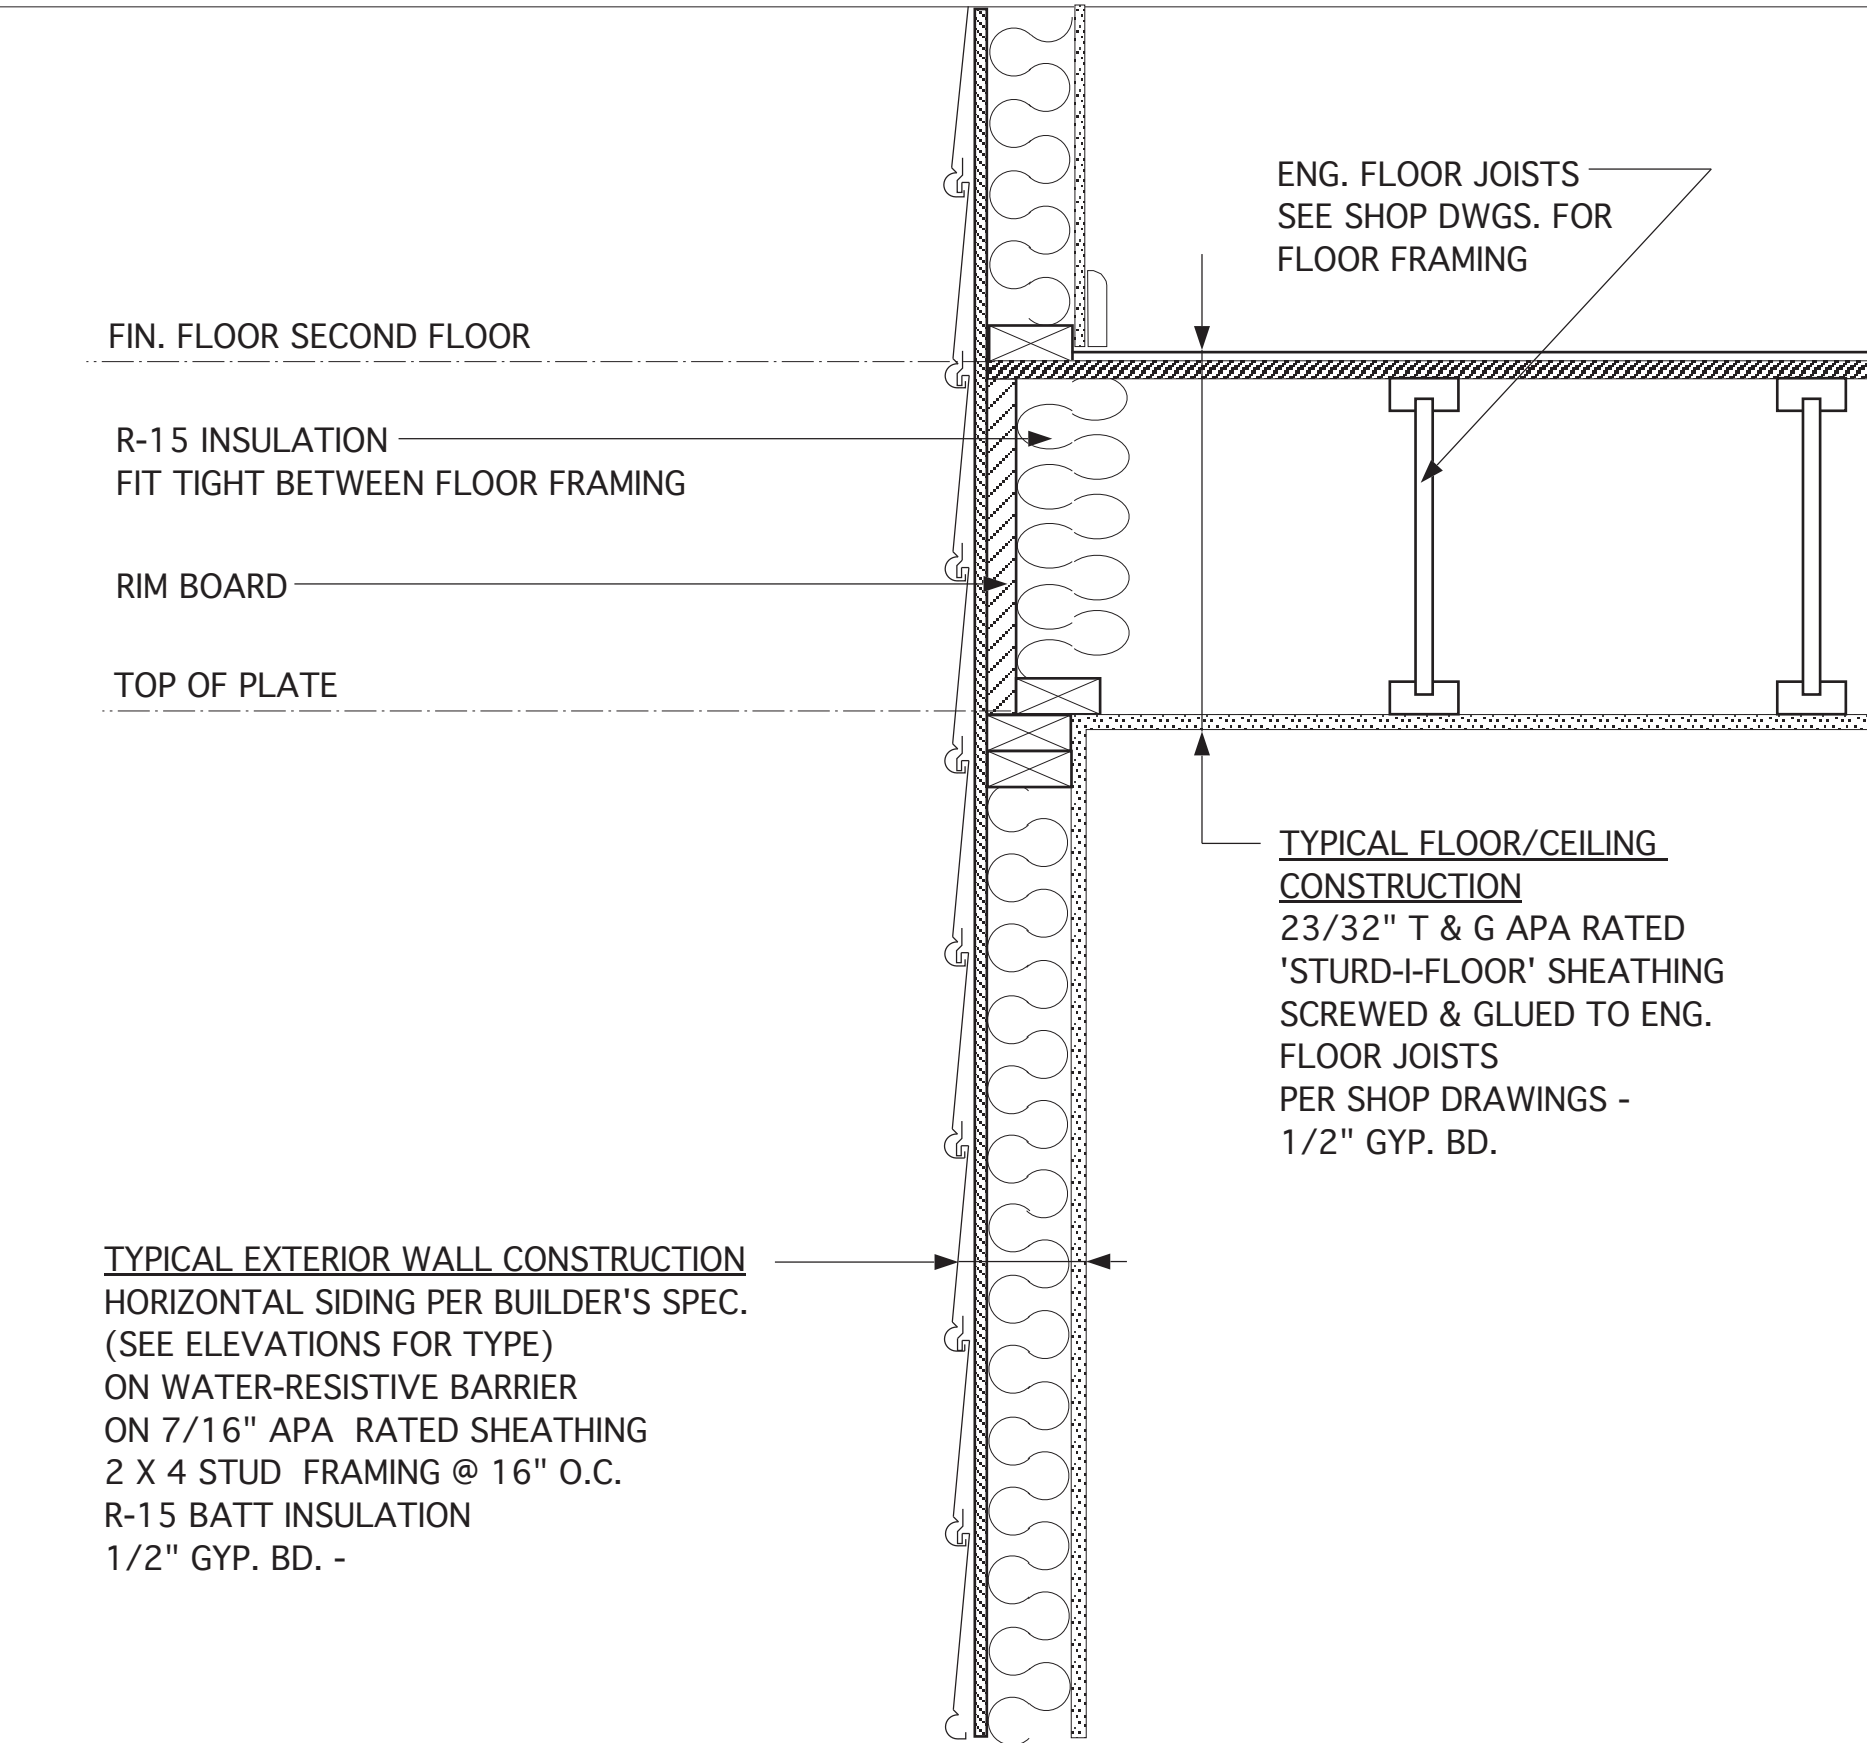 ENG. FLOOR JOISTS
SEE SHOP DWGS. FOR
FLOOR FRAMING
FIN. FLOOR SECOND FLOOR
R-15 INSULATION
FIT TIGHT BETWEEN FLOOR FRAMING
RIM BOARD
TOP OF PLATE
TYPICAL FLOOR/CEILING
CONSTRUCTION
23/32" T & G APA RATED
'STURD-I-FLOOR' SHEATHING
SCREWED & GLUED TO ENG.
FLOOR JOISTS
PER SHOP DRAWINGS -
1/2" GYP. BD.
TYPICAL EXTERIOR WALL CONSTRUCTION
HORIZONTAL SIDING PER BUILDER'S SPEC.
(SEE ELEVATIONS FOR TYPE)
ON WATER-RESISTIVE BARRIER
ON 7/16" APA  RATED SHEATHING
2 X 4 STUD  FRAMING @ 16" O.C.
R-15 BATT INSULATION
1/2" GYP. BD. -